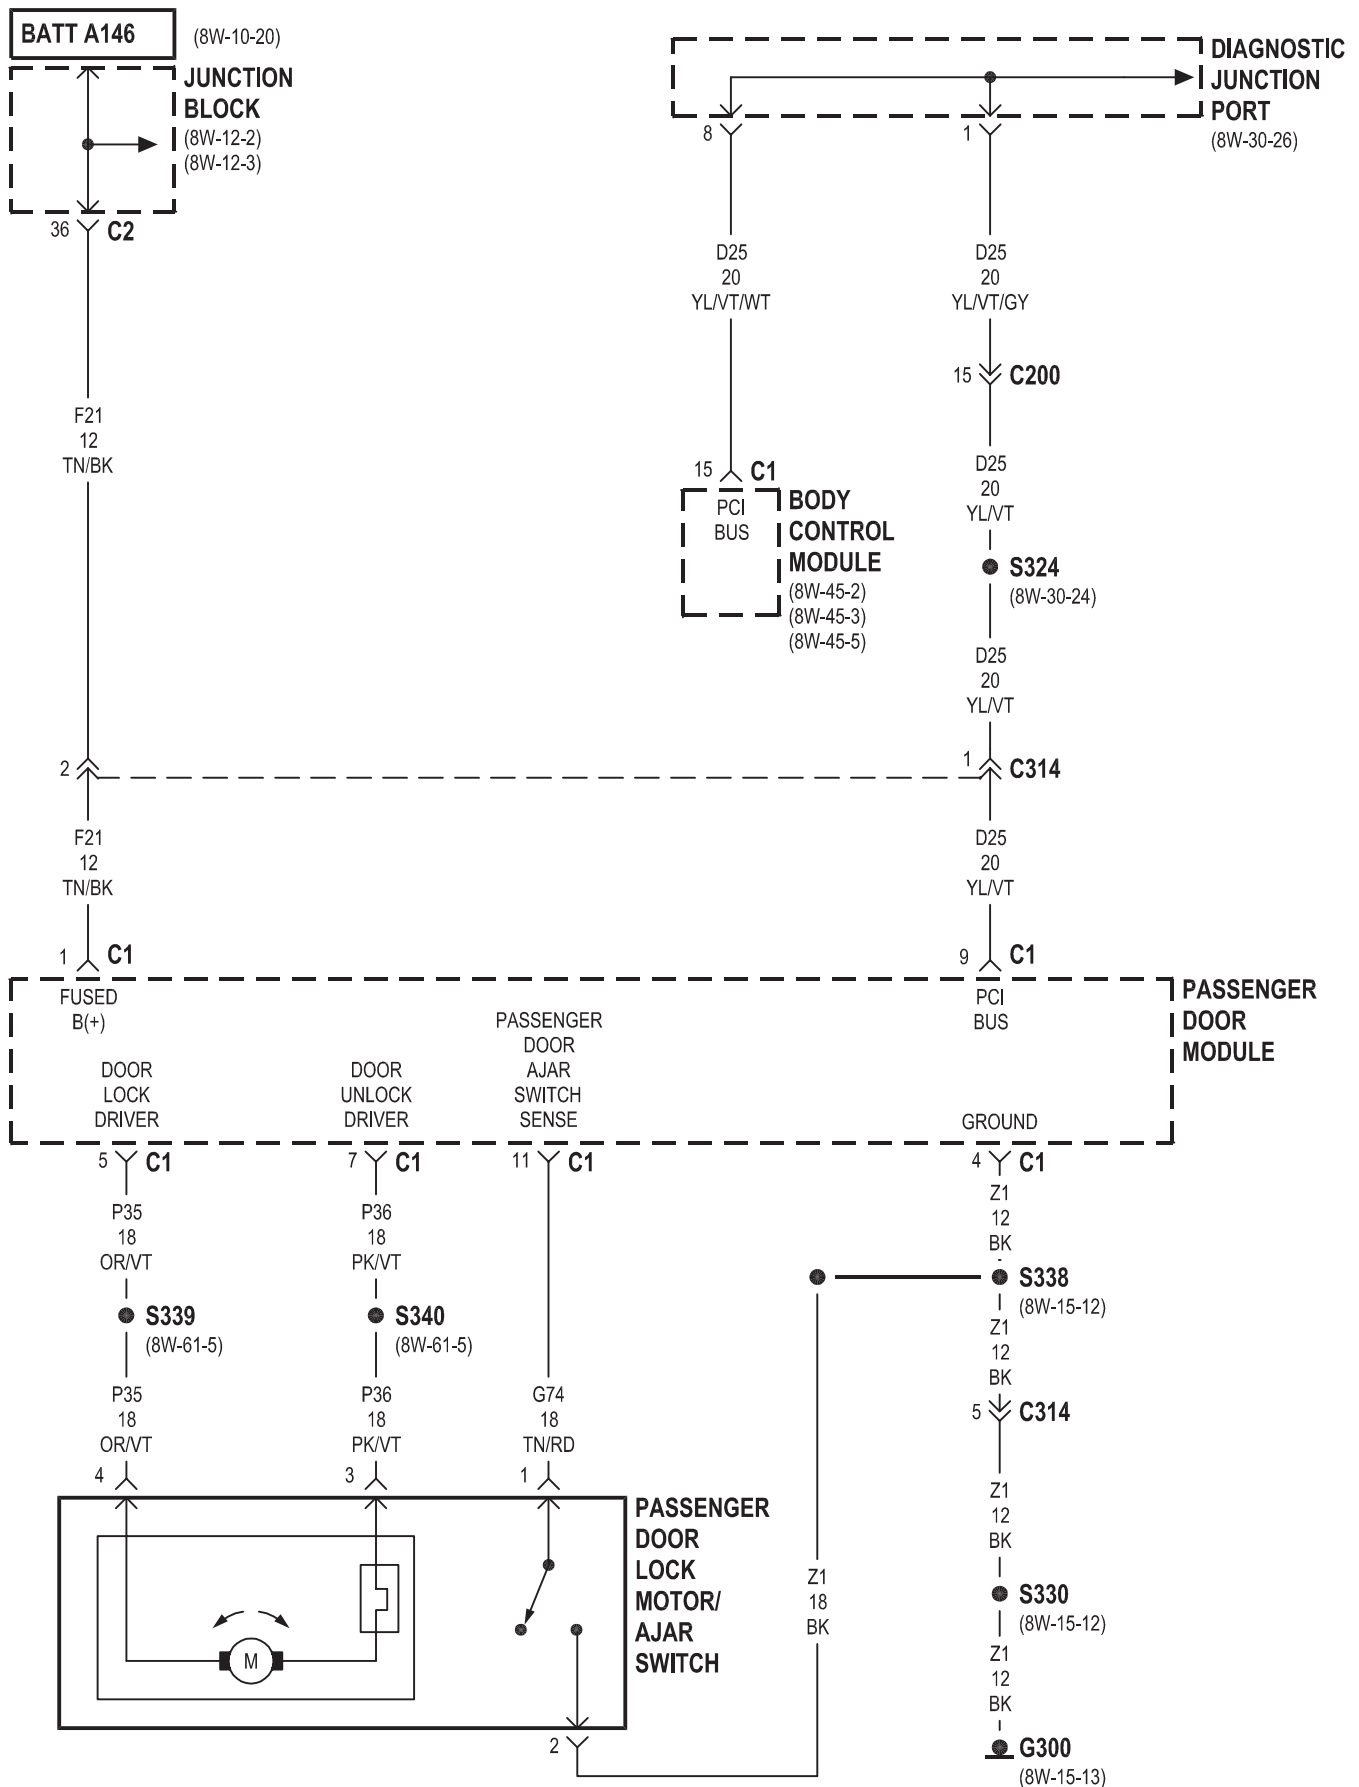 BATT A146
(8W-10-20)
JUNCTION
BLOCK
(8W-12-2)
(8W-12-3)
36
C2
DIAGNOSTIC
JUNCTION
PORT
(8W-30-26)
8
1
F21
12
TN/BK
D25
20
YL/VT/WT
D25
20
YL/VT/GY
15
C200
15
C1
PCI
BUS
BODY
CONTROL
MODULE
(8W-45-2)
(8W-45-3)
(8W-45-5)
D25
20
YL/VT
S324
(8W-30-24)
D25
20
YL/VT
2
1
C314
F21
12
TN/BK
D25
20
YL/VT
1
C1
9
C1
FUSED
B(+)
PCI
BUS
PASSENGER
DOOR
MODULE
DOOR
LOCK
DRIVER
DOOR
UNLOCK
DRIVER
PASSENGER
DOOR
AJAR
SWITCH
SENSE
GROUND
5
C1
7
C1
11
C1
4
C1
P35
18
OR/VT
P36
18
PK/VT
Z1
12
BK
S339
(8W-61-5)
S340
(8W-61-5)
S338
(8W-15-12)
P35
18
OR/VT
P36
18
PK/VT
G74
18
TN/RD
Z1
12
BK
5
C314
4
3
1
PASSENGER
DOOR
LOCK
MOTOR/
AJAR
SWITCH
M
2
Z1
18
BK
Z1
12
BK
S330
(8W-15-12)
Z1
12
BK
G300
(8W-15-13)